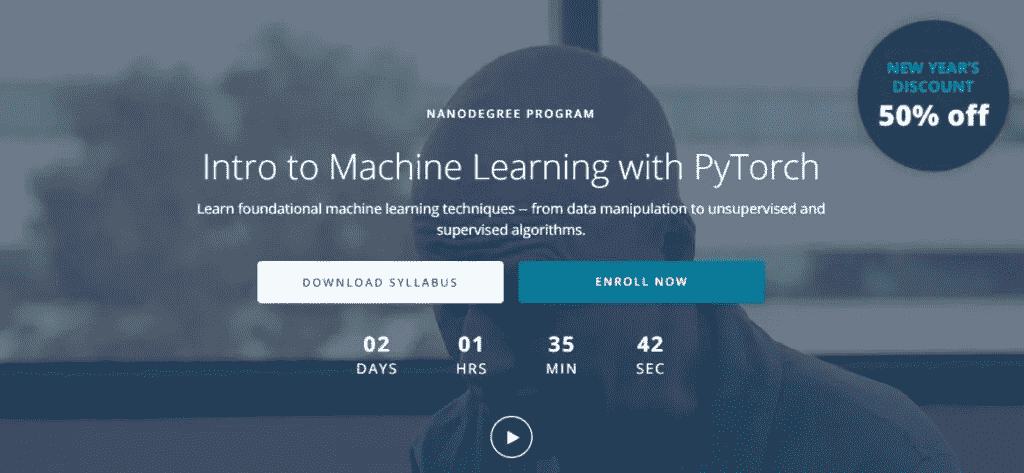 NEW YEAR'S
DISCOUNT
50% off
NANODEGREE PROGRAM
Intro to Machine Learning with PyTorch
Learn foundational machine learning techniques – from data manipulation to unsupervised and
supervised algorithms.
DOWNLOAD SYLLABUS ENROLL NOW
02 01 35 42
DAYS HRS MIN SEC